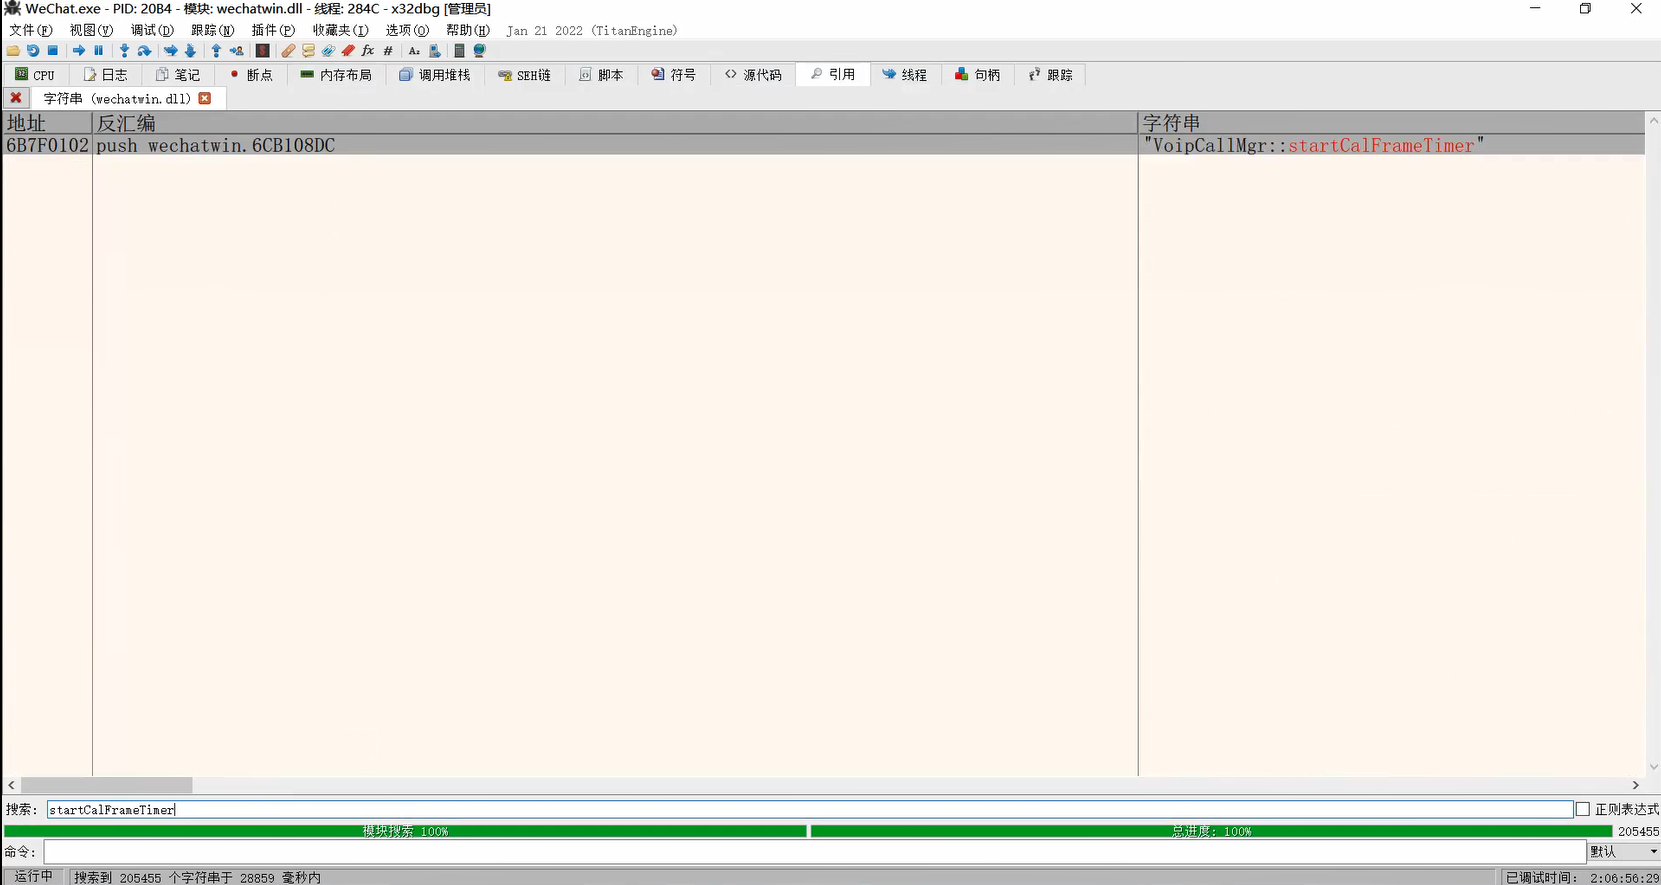 WeChat.exe - PID: 20B4 - 模块: wechatwin.dll - 线程: 284C - x32dbg [管理员]
文件(F) 视图(V) 调试(D) 跟踪(N) 插件(P) 收藏夹(I) 选项(O) 帮助(H) Jan 21 2022 (TitanEngine)
CPU 日志 笔记 断点 内存布局 调用堆栈 SEH链 脚本 符号 源代码 引用 线程 句柄 跟踪
字符串 (wechatwin.dll)
地址 反汇编 字符串
6B7F0102 push wechatwin.6CB108DC "VoipCallMgr::startCalFrameTimer"
搜索: startCalFrameTimer 正则表达式
模块搜索 100% 总进度: 100% 205455
命令: 默认
运行中 搜索到 205455 个字符串于 28859 毫秒内 已调试时间: 2:06:56:29